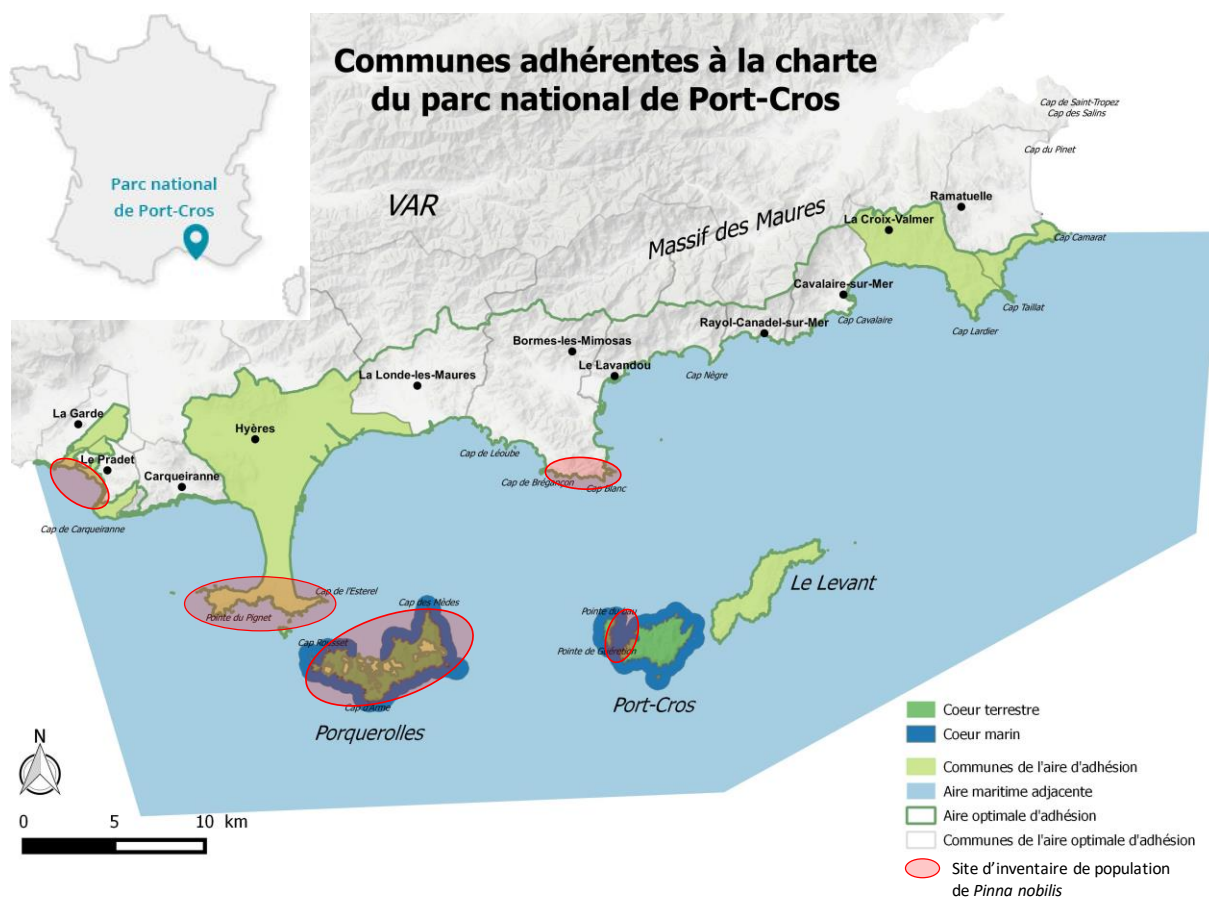 Communes adhérentes à la charte
du parc national de Port-Cros
Parc national
de Port-Cros
VAR
Massif des Maures
Cap de Saint-Tropez
Cap des Salins
Cap du Pinet
Ramatuelle
La Croix-Valmer
Cap Camarat
Cavalaire-sur-Mer
Cap Taillat
Cap Cavalaire
Cap Lardier
Rayol-Canadel-sur-Mer
Bormes-les-Mimosas
Le Lavandou
Cap Nègre
La Londe-les-Maures
La Garde
Hyères
Le Pradet
Carqueiranne
Cap de Léoube
Cap de Brégançon
Cap Blanc
Cap de Carqueiranne
Cap de l'Esterel
Pointe du Pignet
Cap des Mèdes
Cap Rousset
Cap d'Arme
Porquerolles
Pointe du
Pointe de
Port-Cros
Le Levant
N
0 5 10 km
Coeur terrestre
Coeur marin
Communes de l'aire d'adhésion
Aire maritime adjacente
Aire optimale d'adhésion
Communes de l'aire optimale d'adhésion
Site d'inventaire de population
de Pinna nobilis